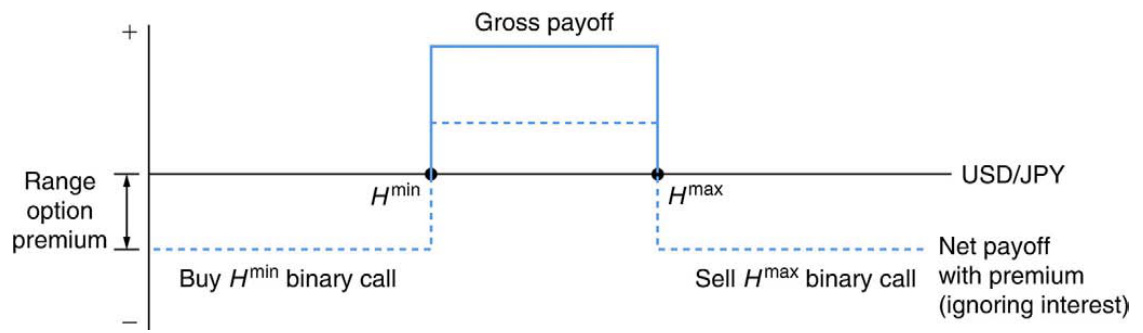 Gross payoff
+
USD/JPY
Range
option
premium
H^min
H^max
Buy H^min binary call
Sell H^max binary call
Net payoff
with premium
(ignoring interest)
–